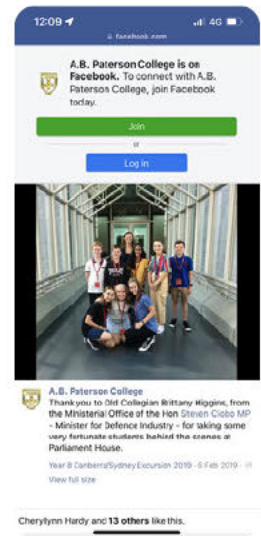 12:09
4G
facebook.com
A.B. Paterson College is on
Facebook. To connect with A.B.
Paterson College, join Facebook
today.
Join
or
Log in
A.B. Paterson College
Thank you to Old Collegian Brittany Higgins, from
the Ministerial Office of the Hon Steven Ciobo MP
- Minister for Defence Industry - for taking some
very fortunate students behind the scenes at
Parliament House.
Year 8 Canberra/Sydney Excursion 2019 · 6 Feb 2019 ·
View full size
Cherylynn Hardy and 13 others like this.